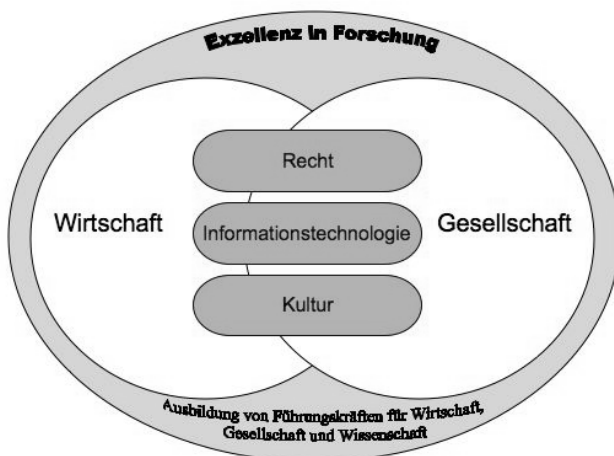 Exzellenz in Forschung
Recht
Wirtschaft
Informationstechnologie
Gesellschaft
Kultur
Ausbildung von Führungskräften für Wirtschaft,
Gesellschaft und Wissenschaft